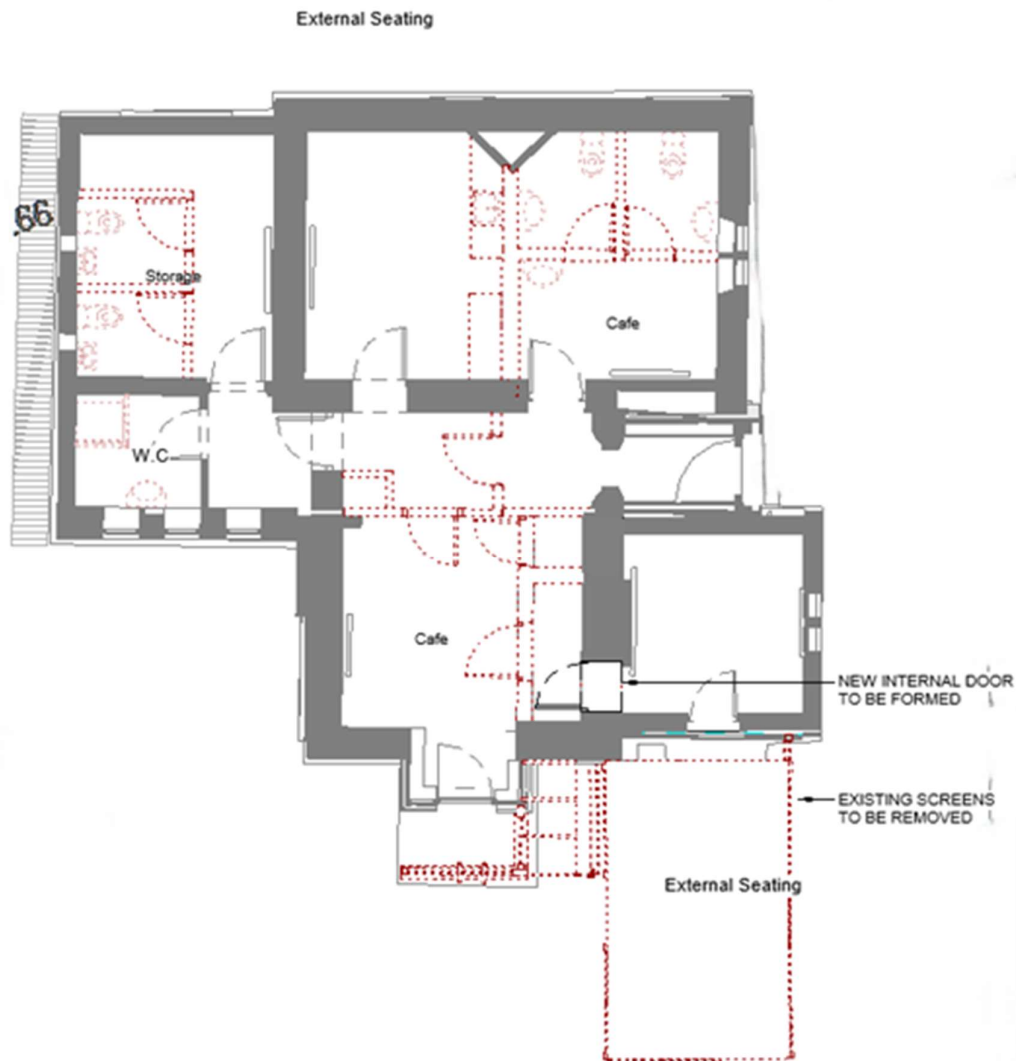 External Seating
.66
Storage
Cafe
W.C
Cafe
NEW INTERNAL DOOR
TO BE FORMED
EXISTING SCREENS
TO BE REMOVED
External Seating